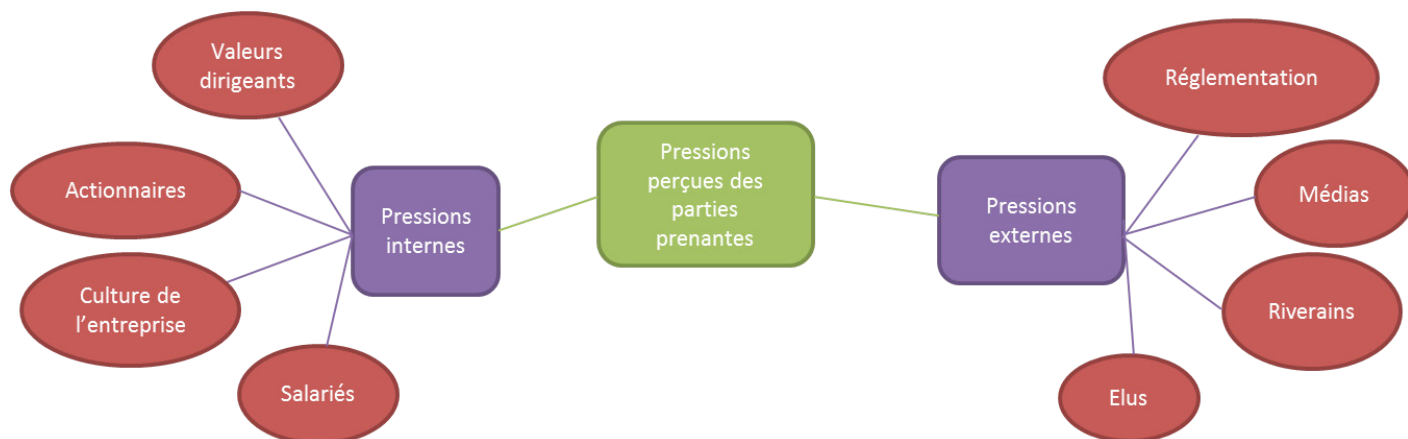 Valeurs
dirigeants
Actionnaires
Culture de
l’entreprise
Salariés
Pressions
internes
Pressions
perçues des
parties
prenantes
Pressions
externes
Réglementation
Médias
Riverains
Elus